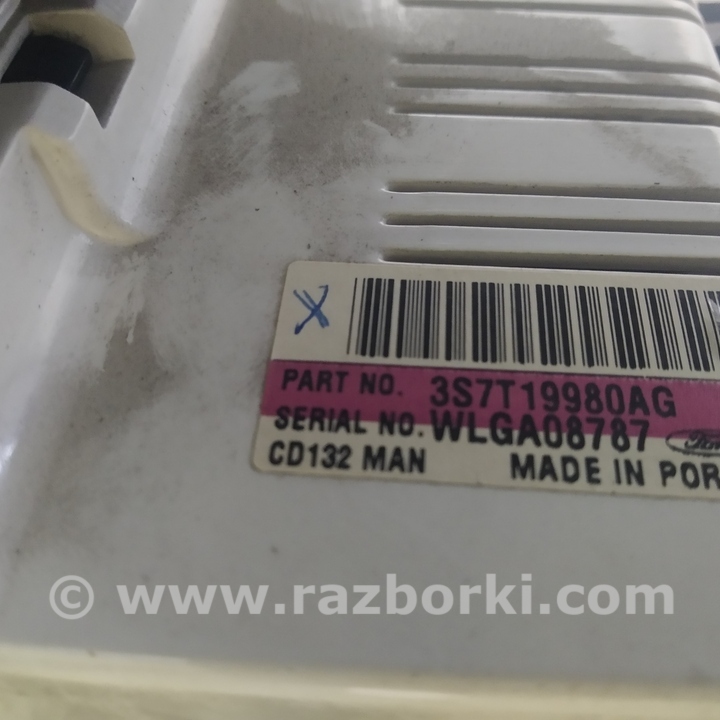 PART NO. 3S7T19980AG
SERIAL NO. WLGA08787
CD132 MAN MADE IN POR
© www.razborki.com